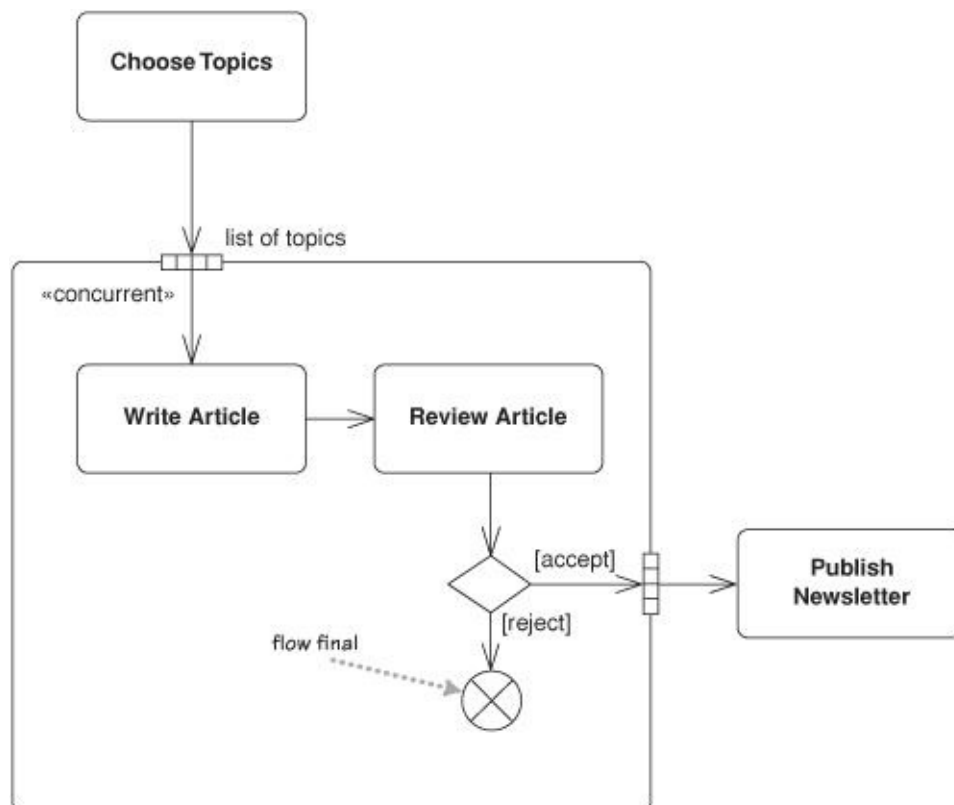 Choose Topics
list of topics
«concurrent»
Write Article
Review Article
[accept]
Publish
Newsletter
[reject]
flow final